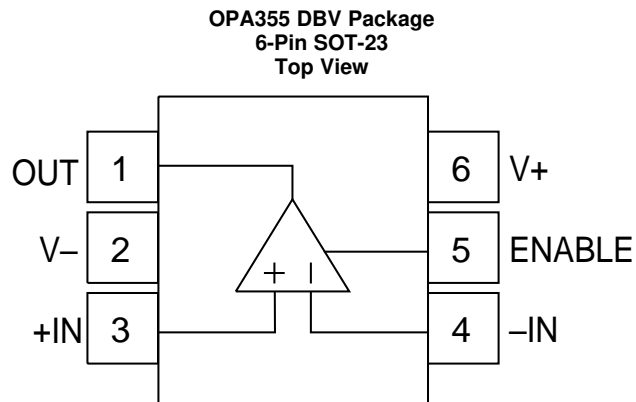 OPA355 DBV Package
6-Pin SOT-23
Top View
OUT 1 6 V+
V– 2 5 ENABLE
+IN 3 4 –IN